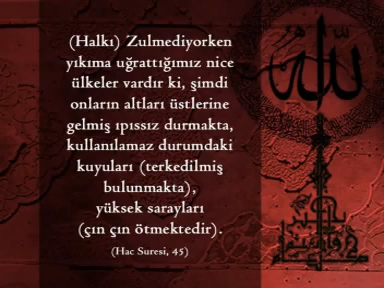 (Halkı) Zulmediyorken
yıkıma uğrattığımız nice
ülkeler vardır ki, şimdi
onların altları üstlerine
gelmiş ıpıssız durmakta,
kullanılamaz durumdaki
kuyuları (terkedilmiş
bulunmakta),
yüksek sarayları
(çın çın ötmektedir).
(Hac Suresi, 45)
الله